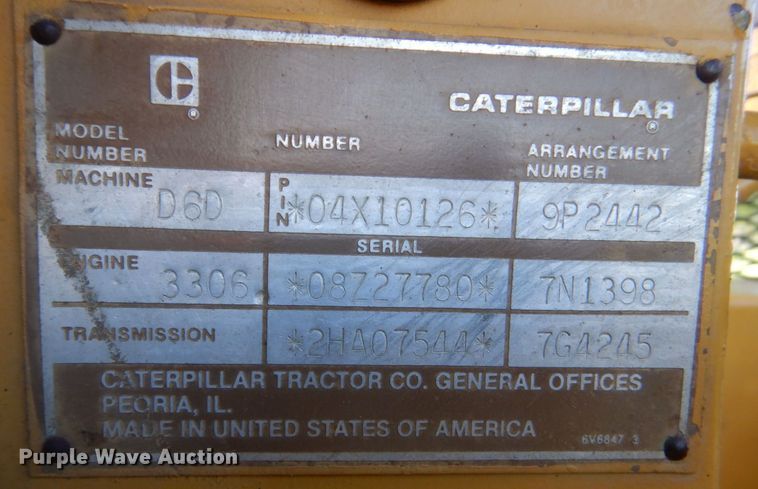 C®
CATERPILLAR®
MODEL NUMBER
NUMBER
ARRANGEMENT NUMBER
MACHINE D6D PIN *04X10126* 9P2442
SERIAL
ENGINE 3306 *08Z27780* 7N1398
TRANSMISSION *2HA07544* 7G4245
CATERPILLAR TRACTOR CO. GENERAL OFFICES
PEORIA, IL.
MADE IN UNITED STATES OF AMERICA
6V6847 3
Purple Wave Auction